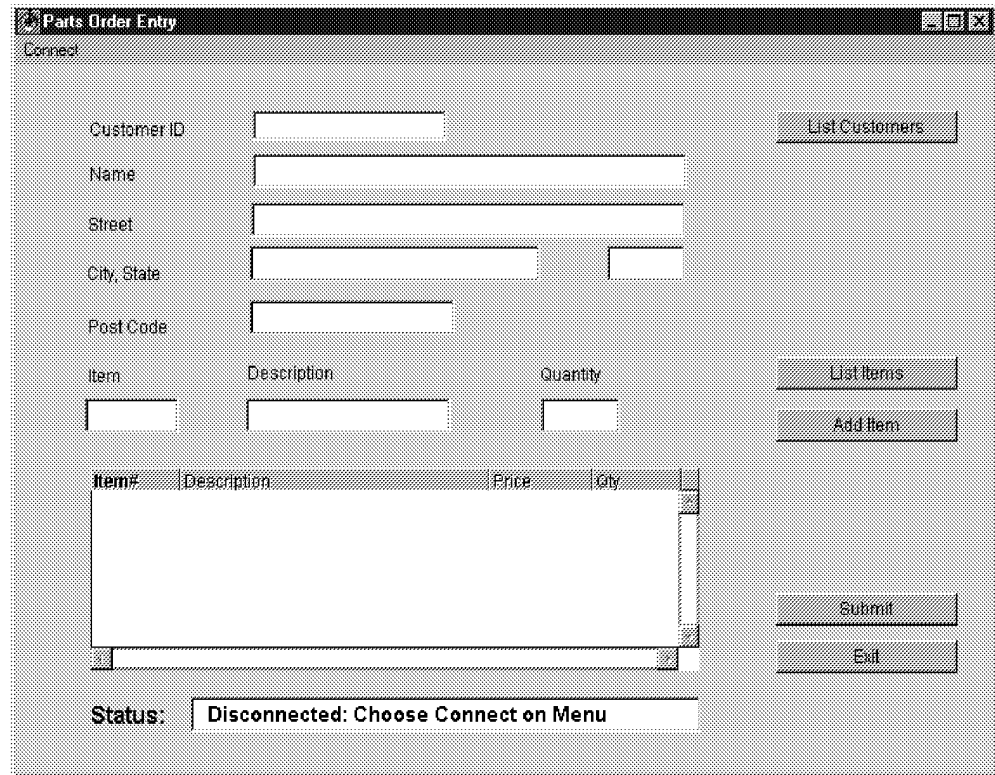 Parts Order Entry
Connect
Customer ID
List Customers
Name
Street
City, State
Post Code
Item Description Quantity
List Items
Add Item
Item# Description Price Qty
Submit
Exit
Status: Disconnected: Choose Connect on Menu